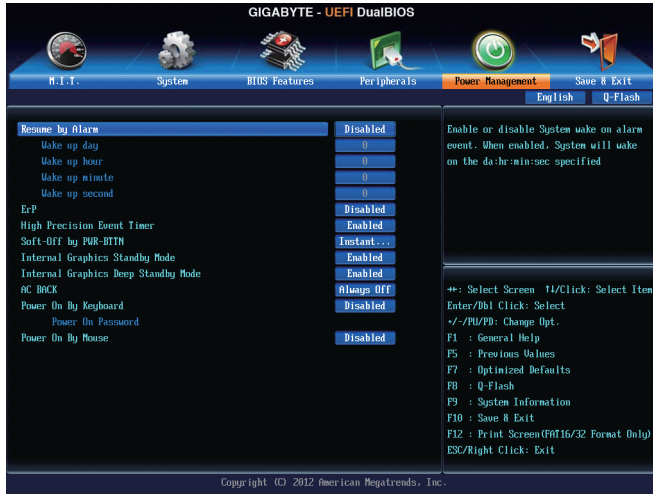 GIGABYTE - UEFI DualBIOS
M.I.T.
System
BIOS Features
Peripherals
Power Management
Save & Exit
English
Q-Flash
Resume by Alarm Disabled
Wake up day 0
Wake up hour 0
Wake up minute 0
Wake up second 0
ErP Disabled
High Precision Event Timer Enabled
Soft-Off by PWR-BTTN Instant...
Internal Graphics Standby Mode Enabled
Internal Graphics Deep Standby Mode Enabled
AC BACK Always Off
Power On By Keyboard Disabled
Power On Password
Power On By Mouse Disabled
Enable or disable System wake on alarm
event. When enabled, System will wake
on the da:hr:min:sec specified
→←: Select Screen ↑↓/Click: Select Item
Enter/Dbl Click: Select
+/-/PU/PD: Change Opt.
F1 : General Help
F5 : Previous Values
F7 : Optimized Defaults
F8 : Q-Flash
F9 : System Information
F10 : Save & Exit
F12 : Print Screen(FAT16/32 Format Only)
ESC/Right Click: Exit
Copyright (C) 2012 American Megatrends, Inc.